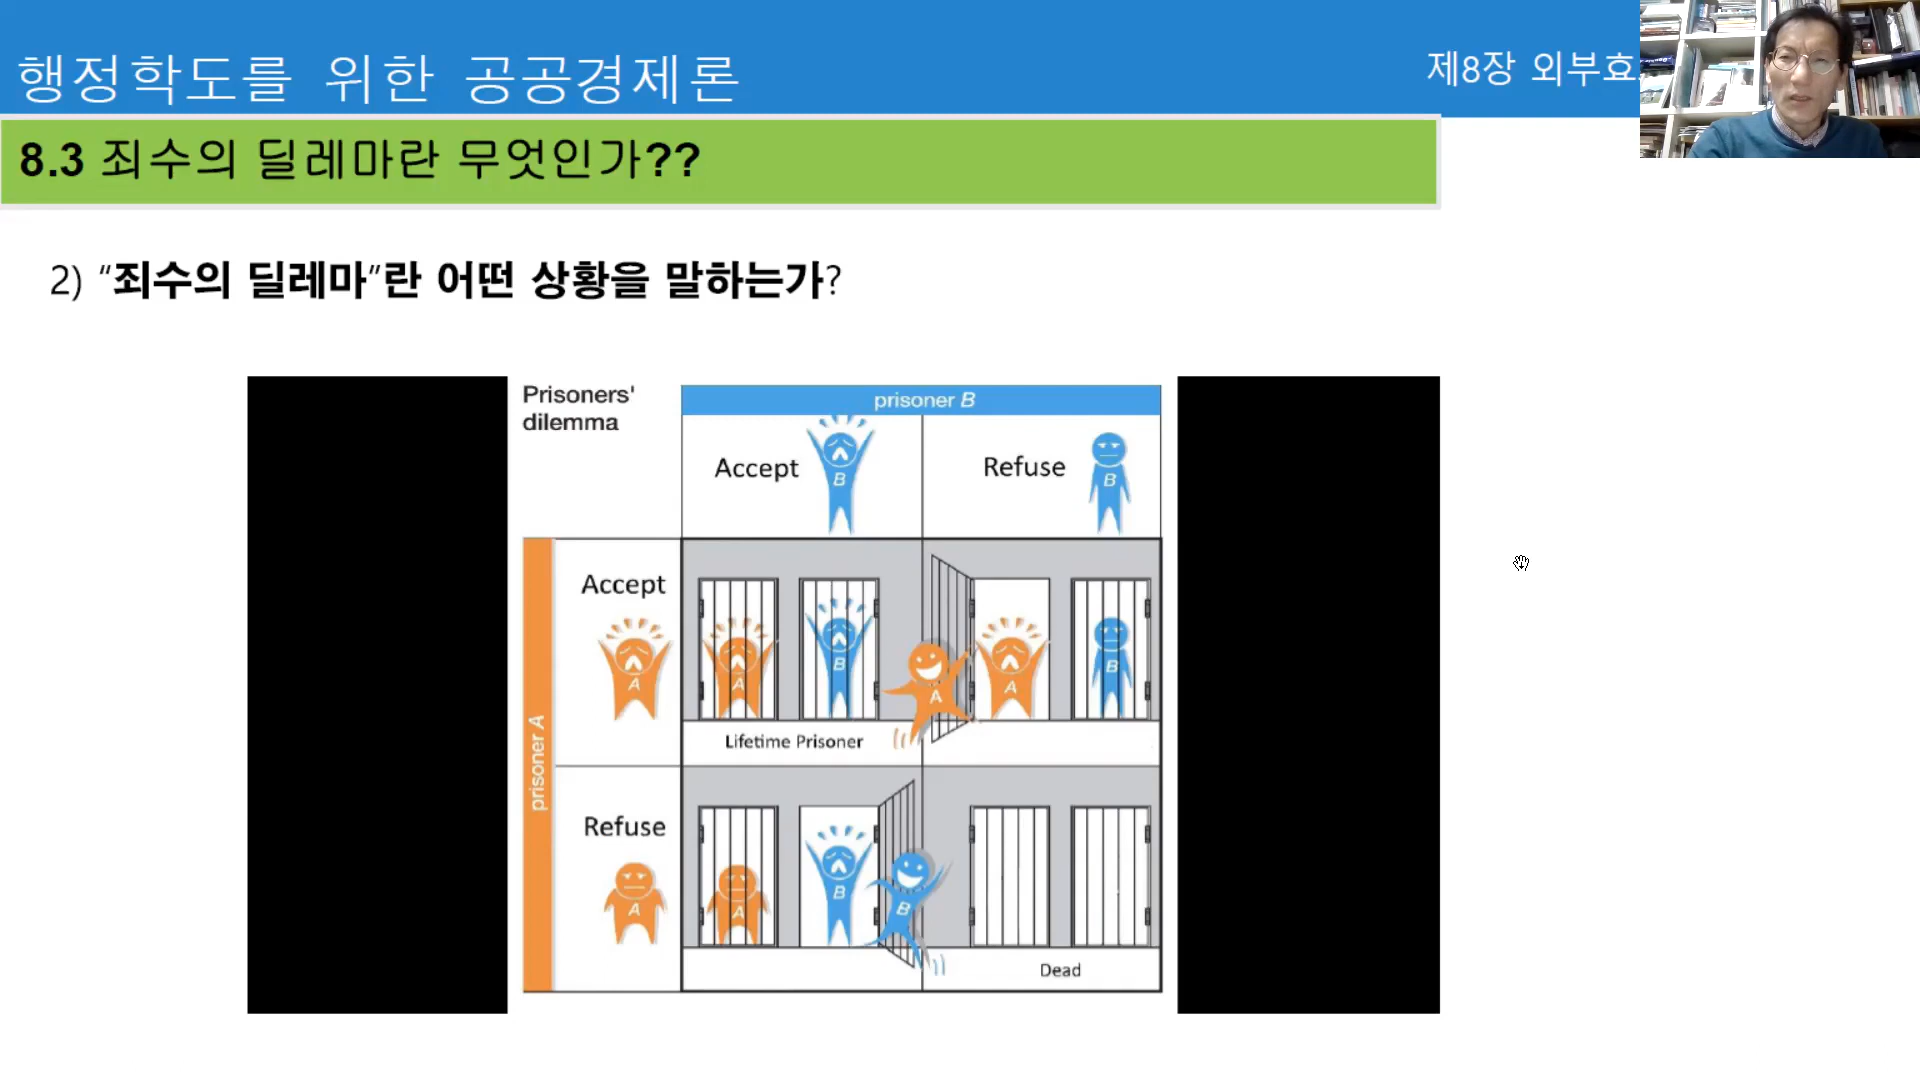 행정학도를 위한 공공경제론
제8장 외부효
8.3 죄수의 딜레마란 무엇인가??
2) “죄수의 딜레마”란 어떤 상황을 말하는가?
Prisoners'
dilemma
prisoner B
Accept
B
Refuse
B
prisoner A
Accept
A
A
B
A
A
B
Lifetime Prisoner
Refuse
A
A
B
B
Dead